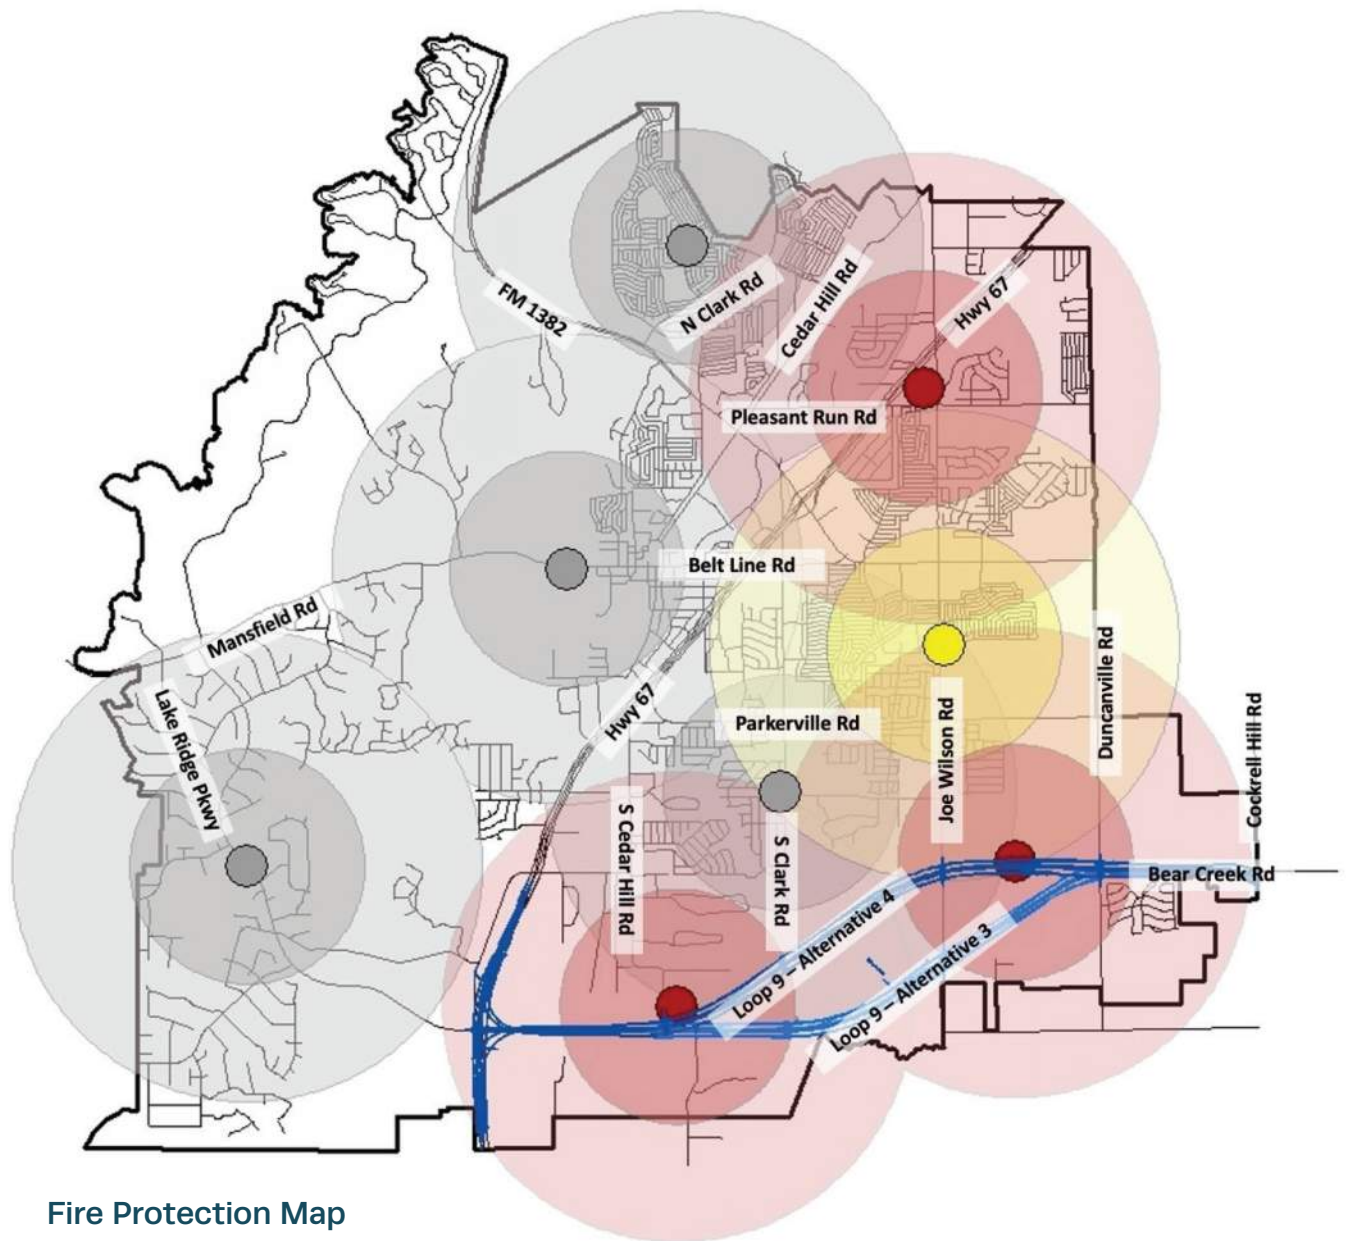 FM 1382
N Clark Rd
Cedar Hill Rd
Hwy 67
Pleasant Run Rd
Belt Line Rd
Mansfield Rd
Lake Ridge Pkwy
Hwy 67
Parkerville Rd
Joe Wilson Rd
Duncanville Rd
Cockrell Hill Rd
S Cedar Hill Rd
S Clark Rd
Bear Creek Rd
Loop 9 – Alternative 4
Loop 9 – Alternative 3
Fire Protection Map